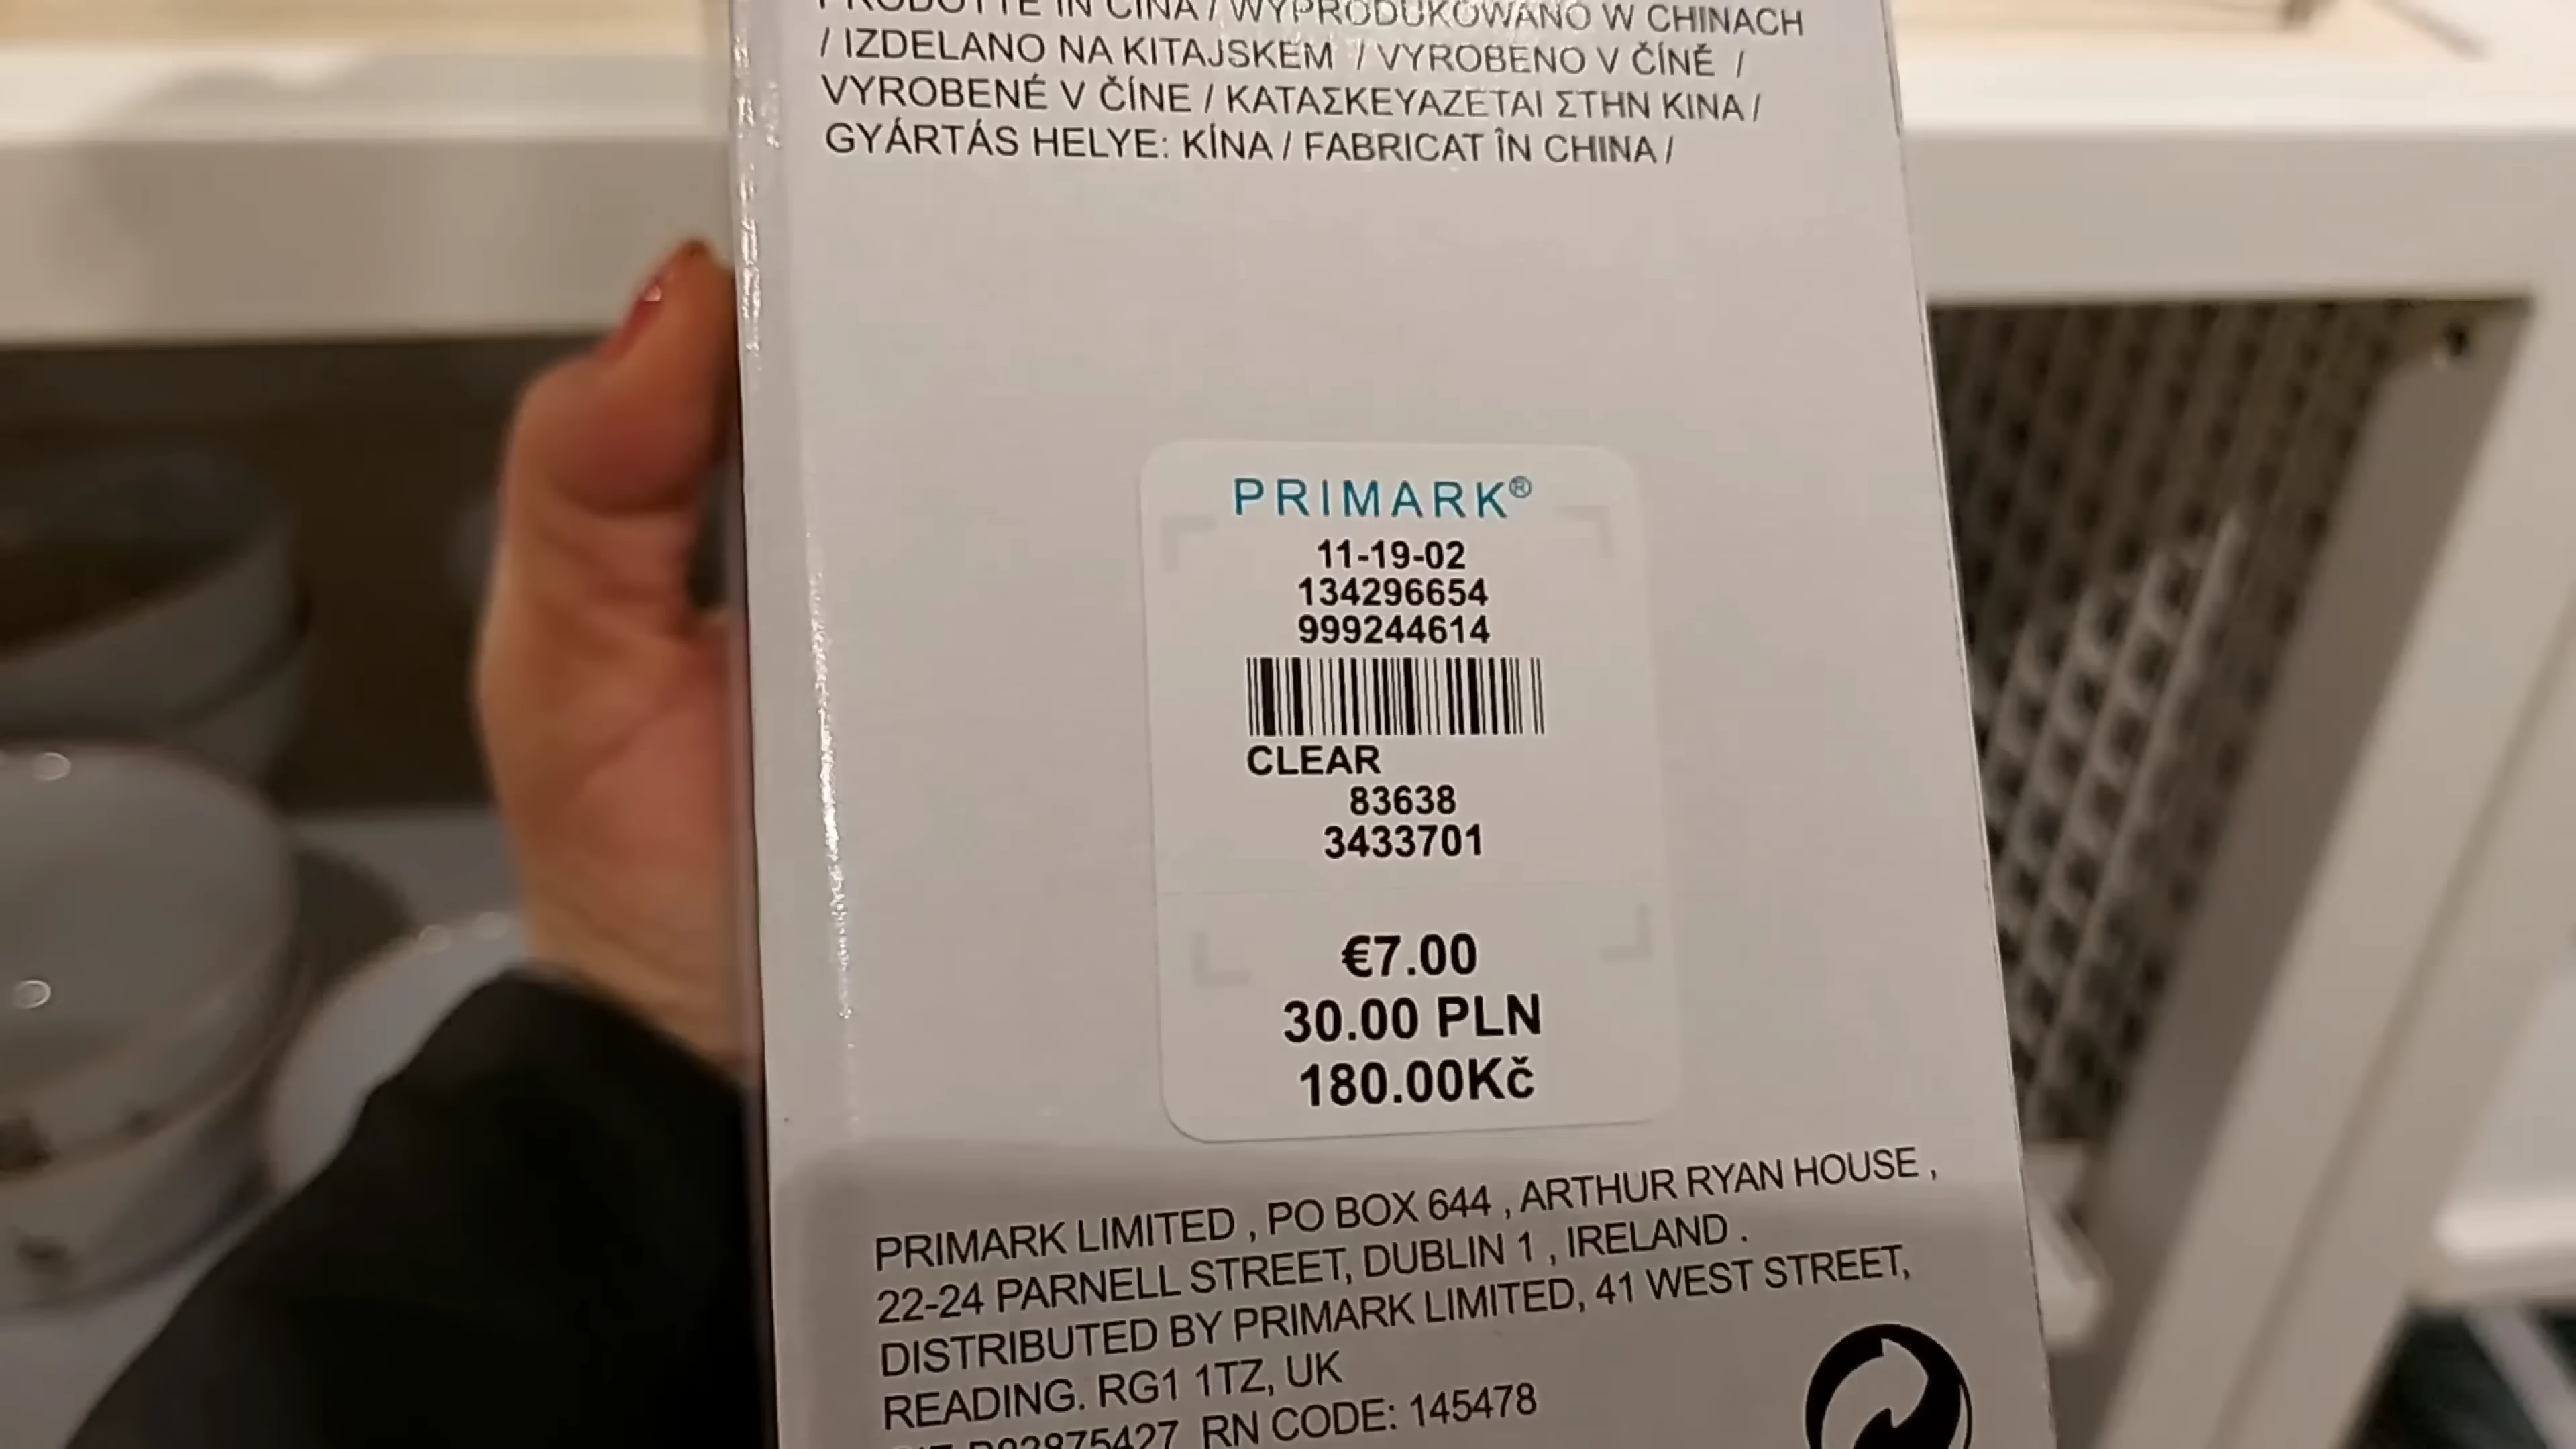 PRODOTTE IN CINA / WYPRODUKOWANO W CHINACH
/ IZDELANO NA KITAJSKEM / VYROBENO V ČÍNĚ /
VYROBENÉ V ČÍNE / ΚΑΤΑΣΚΕΥΑΖΕΤΑΙ ΣΤΗΝ ΚΙΝΑ /
GYÁRTÁS HELYE: KÍNA / FABRICAT ÎN CHINA /
PRIMARK®
11-19-02
134296654
999244614
CLEAR
83638
3433701
€7.00
30.00 PLN
180.00Kč
PRIMARK LIMITED , PO BOX 644 , ARTHUR RYAN HOUSE ,
22-24 PARNELL STREET, DUBLIN 1 , IRELAND .
DISTRIBUTED BY PRIMARK LIMITED, 41 WEST STREET,
READING. RG1 1TZ, UK
RN CODE: 145478